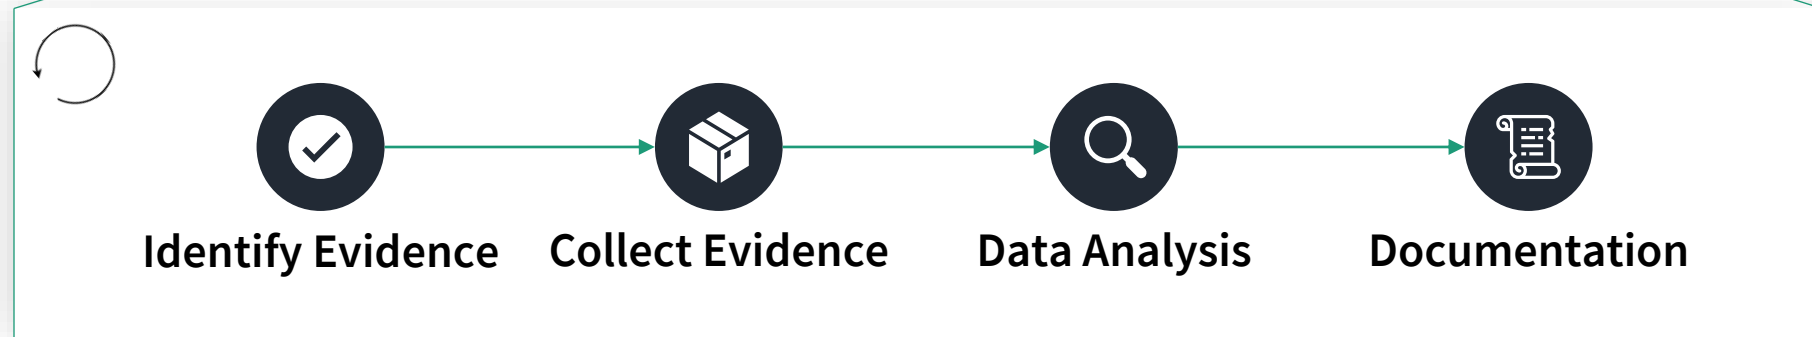 Identify Evidence
Collect Evidence
Data Analysis
Documentation